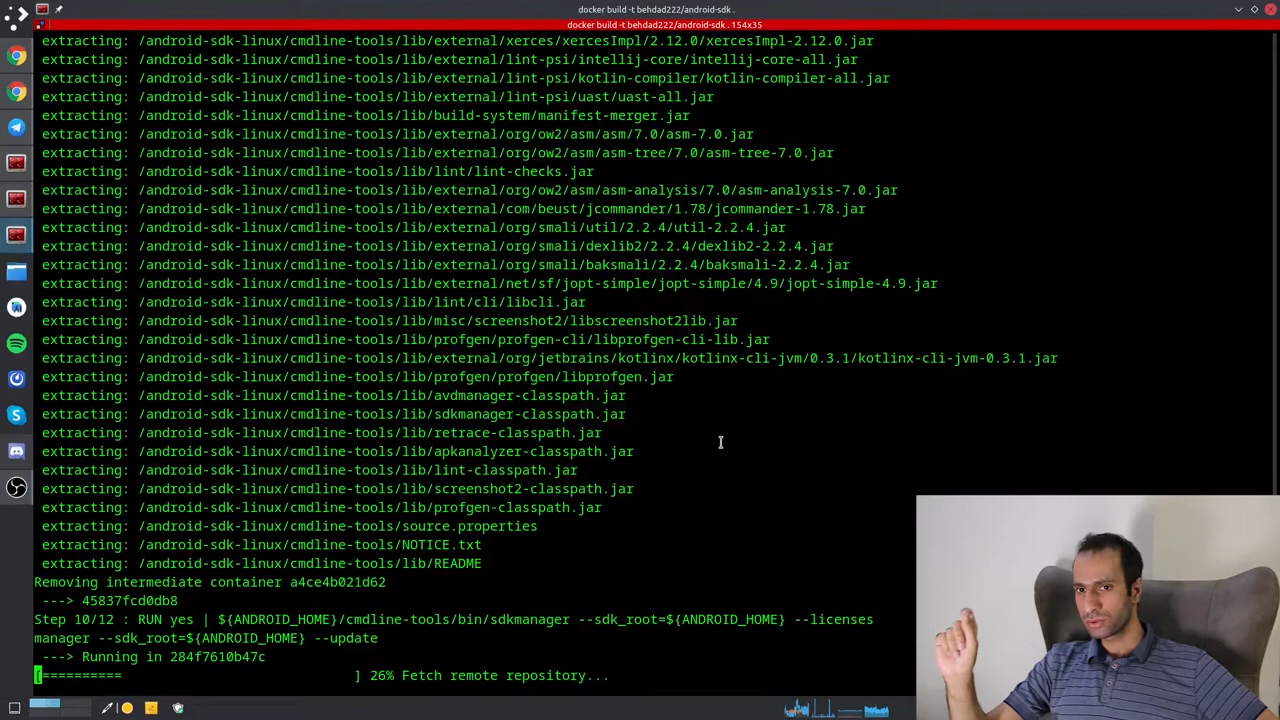 docker build -t behdad222/android-sdk .
docker build -t behdad222/android-sdk . 154x35
extracting: /android-sdk-linux/cmdline-tools/lib/external/xerces/xercesImpl/2.12.0/xercesImpl-2.12.0.jar
extracting: /android-sdk-linux/cmdline-tools/lib/external/lint-psi/intellij-core/intellij-core-all.jar
extracting: /android-sdk-linux/cmdline-tools/lib/external/lint-psi/kotlin-compiler/kotlin-compiler-all.jar
extracting: /android-sdk-linux/cmdline-tools/lib/external/lint-psi/uast/uast-all.jar
extracting: /android-sdk-linux/cmdline-tools/lib/build-system/manifest-merger.jar
extracting: /android-sdk-linux/cmdline-tools/lib/external/org/ow2/asm/asm/7.0/asm-7.0.jar
extracting: /android-sdk-linux/cmdline-tools/lib/external/org/ow2/asm/asm-tree/7.0/asm-tree-7.0.jar
extracting: /android-sdk-linux/cmdline-tools/lib/lint/lint-checks.jar
extracting: /android-sdk-linux/cmdline-tools/lib/external/org/ow2/asm/asm-analysis/7.0/asm-analysis-7.0.jar
extracting: /android-sdk-linux/cmdline-tools/lib/external/com/beust/jcommander/1.78/jcommander-1.78.jar
extracting: /android-sdk-linux/cmdline-tools/lib/external/org/smali/util/2.2.4/util-2.2.4.jar
extracting: /android-sdk-linux/cmdline-tools/lib/external/org/smali/dexlib2/2.2.4/dexlib2-2.2.4.jar
extracting: /android-sdk-linux/cmdline-tools/lib/external/org/smali/baksmali/2.2.4/baksmali-2.2.4.jar
extracting: /android-sdk-linux/cmdline-tools/lib/external/net/sf/jopt-simple/jopt-simple/4.9/jopt-simple-4.9.jar
extracting: /android-sdk-linux/cmdline-tools/lib/lint/cli/libcli.jar
extracting: /android-sdk-linux/cmdline-tools/lib/misc/screenshot2/libscreenshot2lib.jar
extracting: /android-sdk-linux/cmdline-tools/lib/profgen/profgen-cli/libprofgen-cli-lib.jar
extracting: /android-sdk-linux/cmdline-tools/lib/external/org/jetbrains/kotlinx/kotlinx-cli-jvm/0.3.1/kotlinx-cli-jvm-0.3.1.jar
extracting: /android-sdk-linux/cmdline-tools/lib/profgen/profgen/libprofgen.jar
extracting: /android-sdk-linux/cmdline-tools/lib/avdmanager-classpath.jar
extracting: /android-sdk-linux/cmdline-tools/lib/sdkmanager-classpath.jar
extracting: /android-sdk-linux/cmdline-tools/lib/retrace-classpath.jar
extracting: /android-sdk-linux/cmdline-tools/lib/apkanalyzer-classpath.jar
extracting: /android-sdk-linux/cmdline-tools/lib/lint-classpath.jar
extracting: /android-sdk-linux/cmdline-tools/lib/screenshot2-classpath.jar
extracting: /android-sdk-linux/cmdline-tools/lib/profgen-classpath.jar
extracting: /android-sdk-linux/cmdline-tools/source.properties
extracting: /android-sdk-linux/cmdline-tools/NOTICE.txt
extracting: /android-sdk-linux/cmdline-tools/lib/README
Removing intermediate container a4ce4b021d62
---> 45837fcd0db8
Step 10/12 : RUN yes | ${ANDROID_HOME}/cmdline-tools/bin/sdkmanager --sdk_root=${ANDROID_HOME} --licenses
manager --sdk_root=${ANDROID_HOME} --update
---> Running in 284f7610b47c
[========== ] 26% Fetch remote repository...